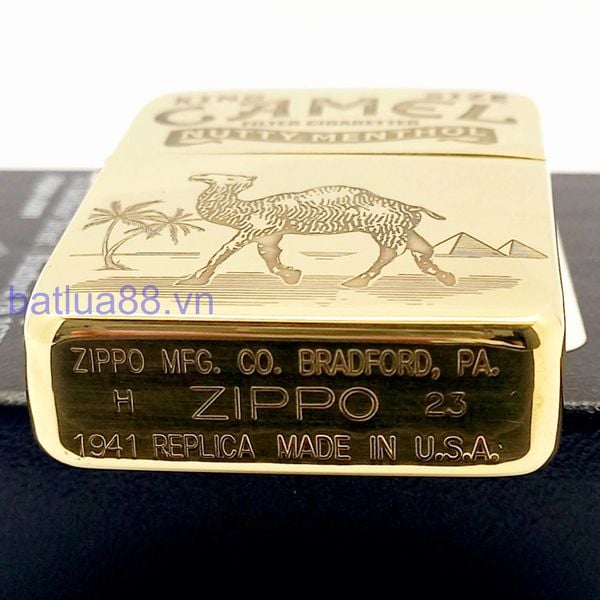 KING SIZE
CAMEL
FILTER CIGARETTES
NUTTY MENTHOL
batlua88.vn
ZIPPO MFG. CO. BRADFORD, PA.
H ZIPPO 23
1941 REPLICA MADE IN U.S.A.